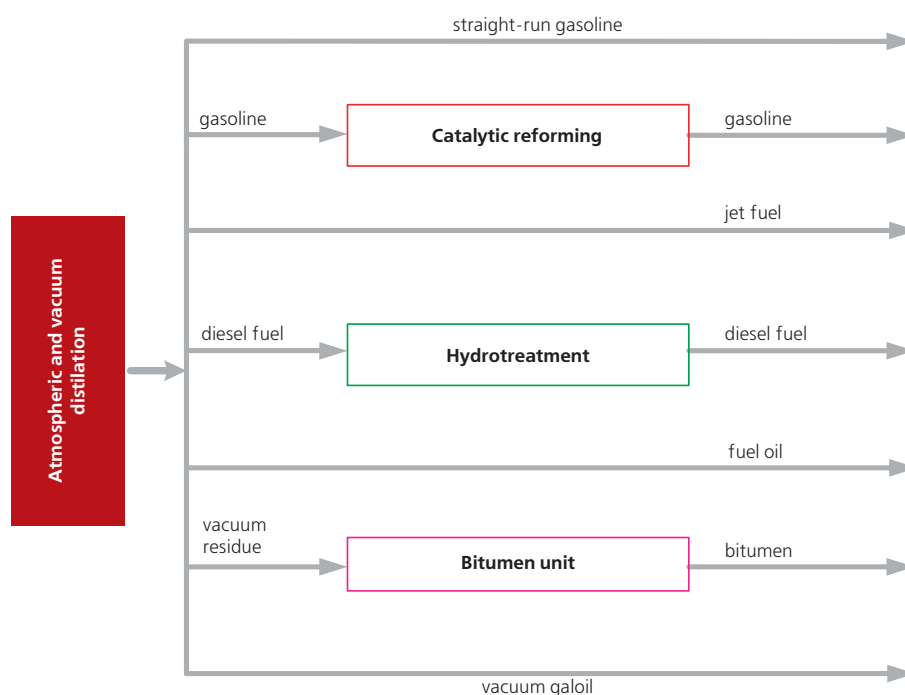 straight-run gasoline
gasoline
Catalytic reforming
gasoline
jet fuel
Atmospheric and vacuum
distilation
diesel fuel
Hydrotreatment
diesel fuel
fuel oil
vacuum
residue
Bitumen unit
bitumen
vacuum galoil